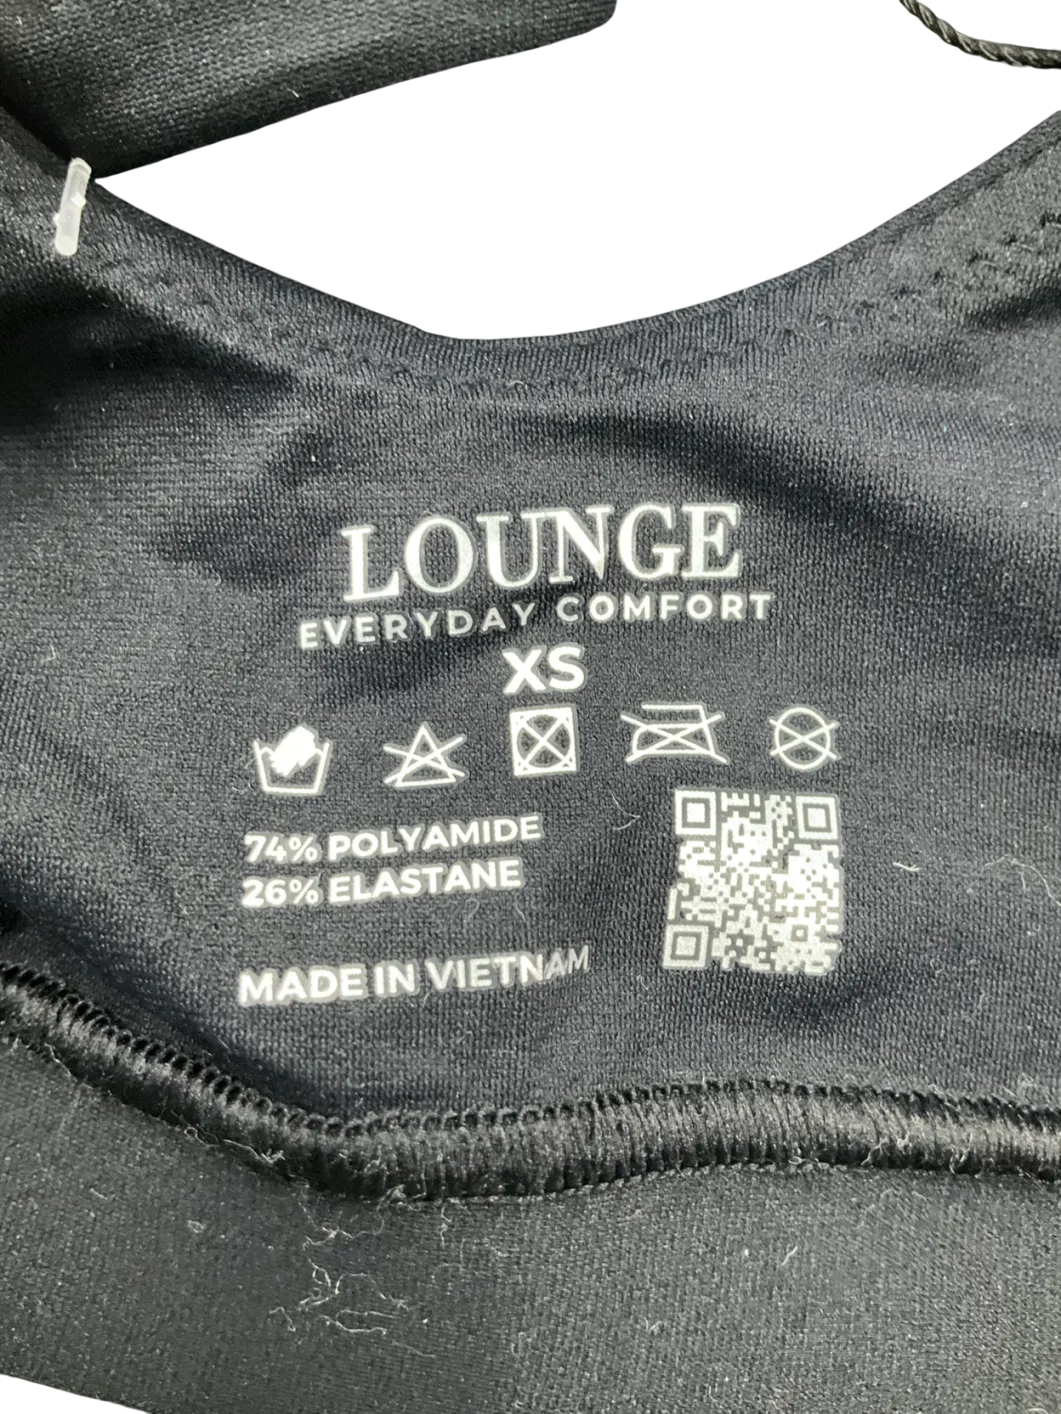 LOUNGE
EVERYDAY COMFORT
XS
74% POLYAMIDE
26% ELASTANE
MADE IN VIETNAM